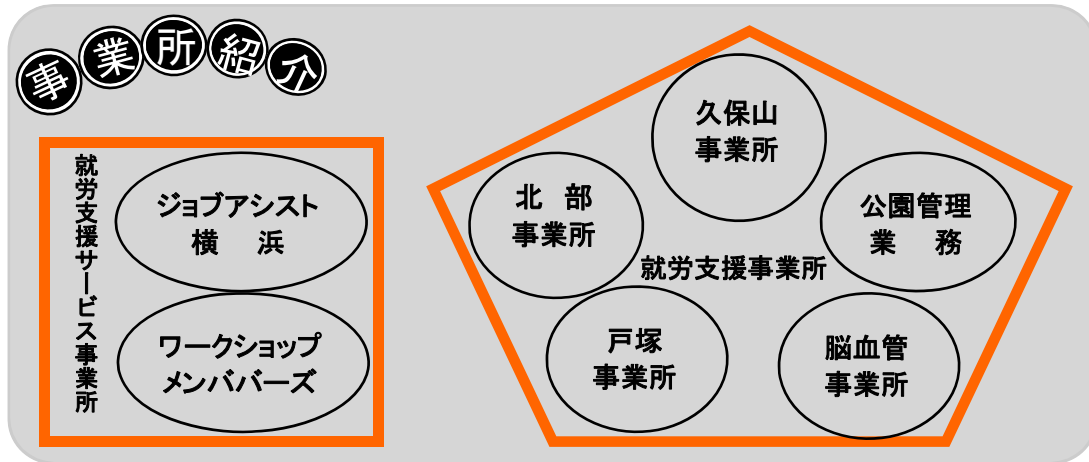 事業所紹介
就労支援サービス事業所
ジョブアシスト
横　浜
ワークショップ
メンババーズ
久保山
事業所
北　部
事業所
公園管理
業　務
就労支援事業所
戸塚
事業所
脳血管
事業所